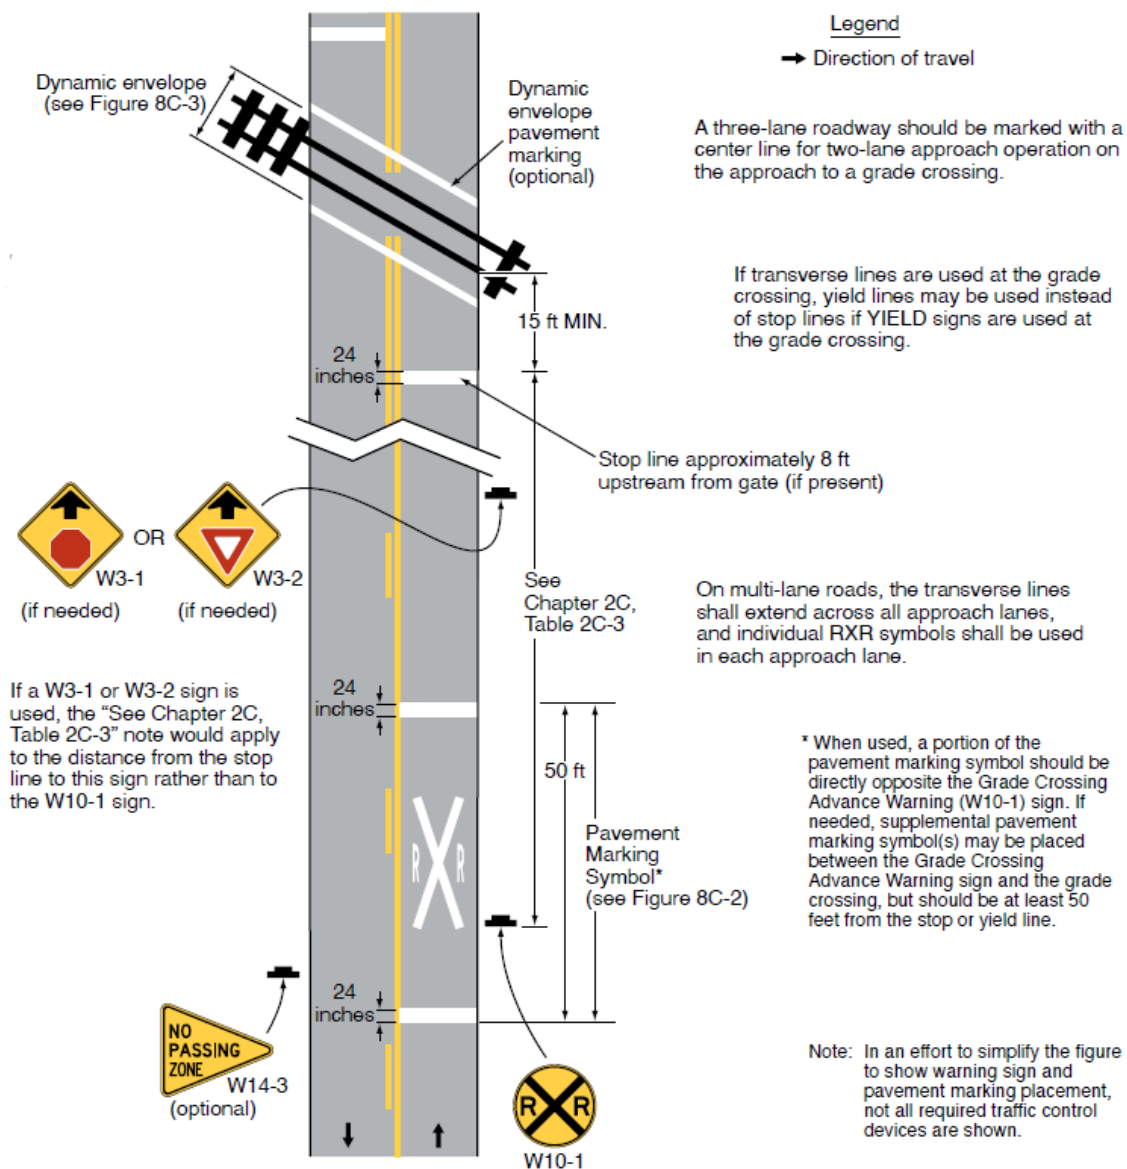 Legend
Direction of travel
Dynamic envelope
(see Figure 8C-3)
Dynamic
envelope
pavement
marking
(optional)
A three-lane roadway should be marked with a
center line for two-lane approach operation on
the approach to a grade crossing.
If transverse lines are used at the grade
crossing, yield lines may be used instead
of stop lines if YIELD signs are used at
the grade crossing.
15 ft MIN.
24
inches
Stop line approximately 8 ft
upstream from gate (if present)
OR
W3-1
(if needed)
W3-2
(if needed)
See
Chapter 2C,
Table 2C-3
On multi-lane roads, the transverse lines
shall extend across all approach lanes,
and individual RXR symbols shall be used
in each approach lane.
If a W3-1 or W3-2 sign is
used, the “See Chapter 2C,
Table 2C-3” note would apply
to the distance from the stop
line to this sign rather than to
the W10-1 sign.
24
inches
50 ft
Pavement
Marking
Symbol*
(see Figure 8C-2)
* When used, a portion of the
pavement marking symbol should be
directly opposite the Grade Crossing
Advance Warning (W10-1) sign. If
needed, supplemental pavement
marking symbol(s) may be placed
between the Grade Crossing
Advance Warning sign and the grade
crossing, but should be at least 50
feet from the stop or yield line.
R R
24
inches
NO
PASSING
ZONE
W14-3
(optional)
R R
W10-1
Note: In an effort to simplify the figure
to show warning sign and
pavement marking placement,
not all required traffic control
devices are shown.